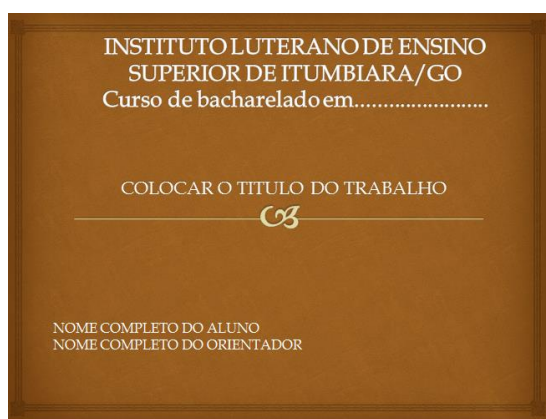 INSTITUTO LUTERANO DE ENSINO
SUPERIOR DE ITUMBIARA/GO
Curso de bacharelado em........................
COLOCAR O TITULO DO TRABALHO
NOME COMPLETO DO ALUNO
NOME COMPLETO DO ORIENTADOR